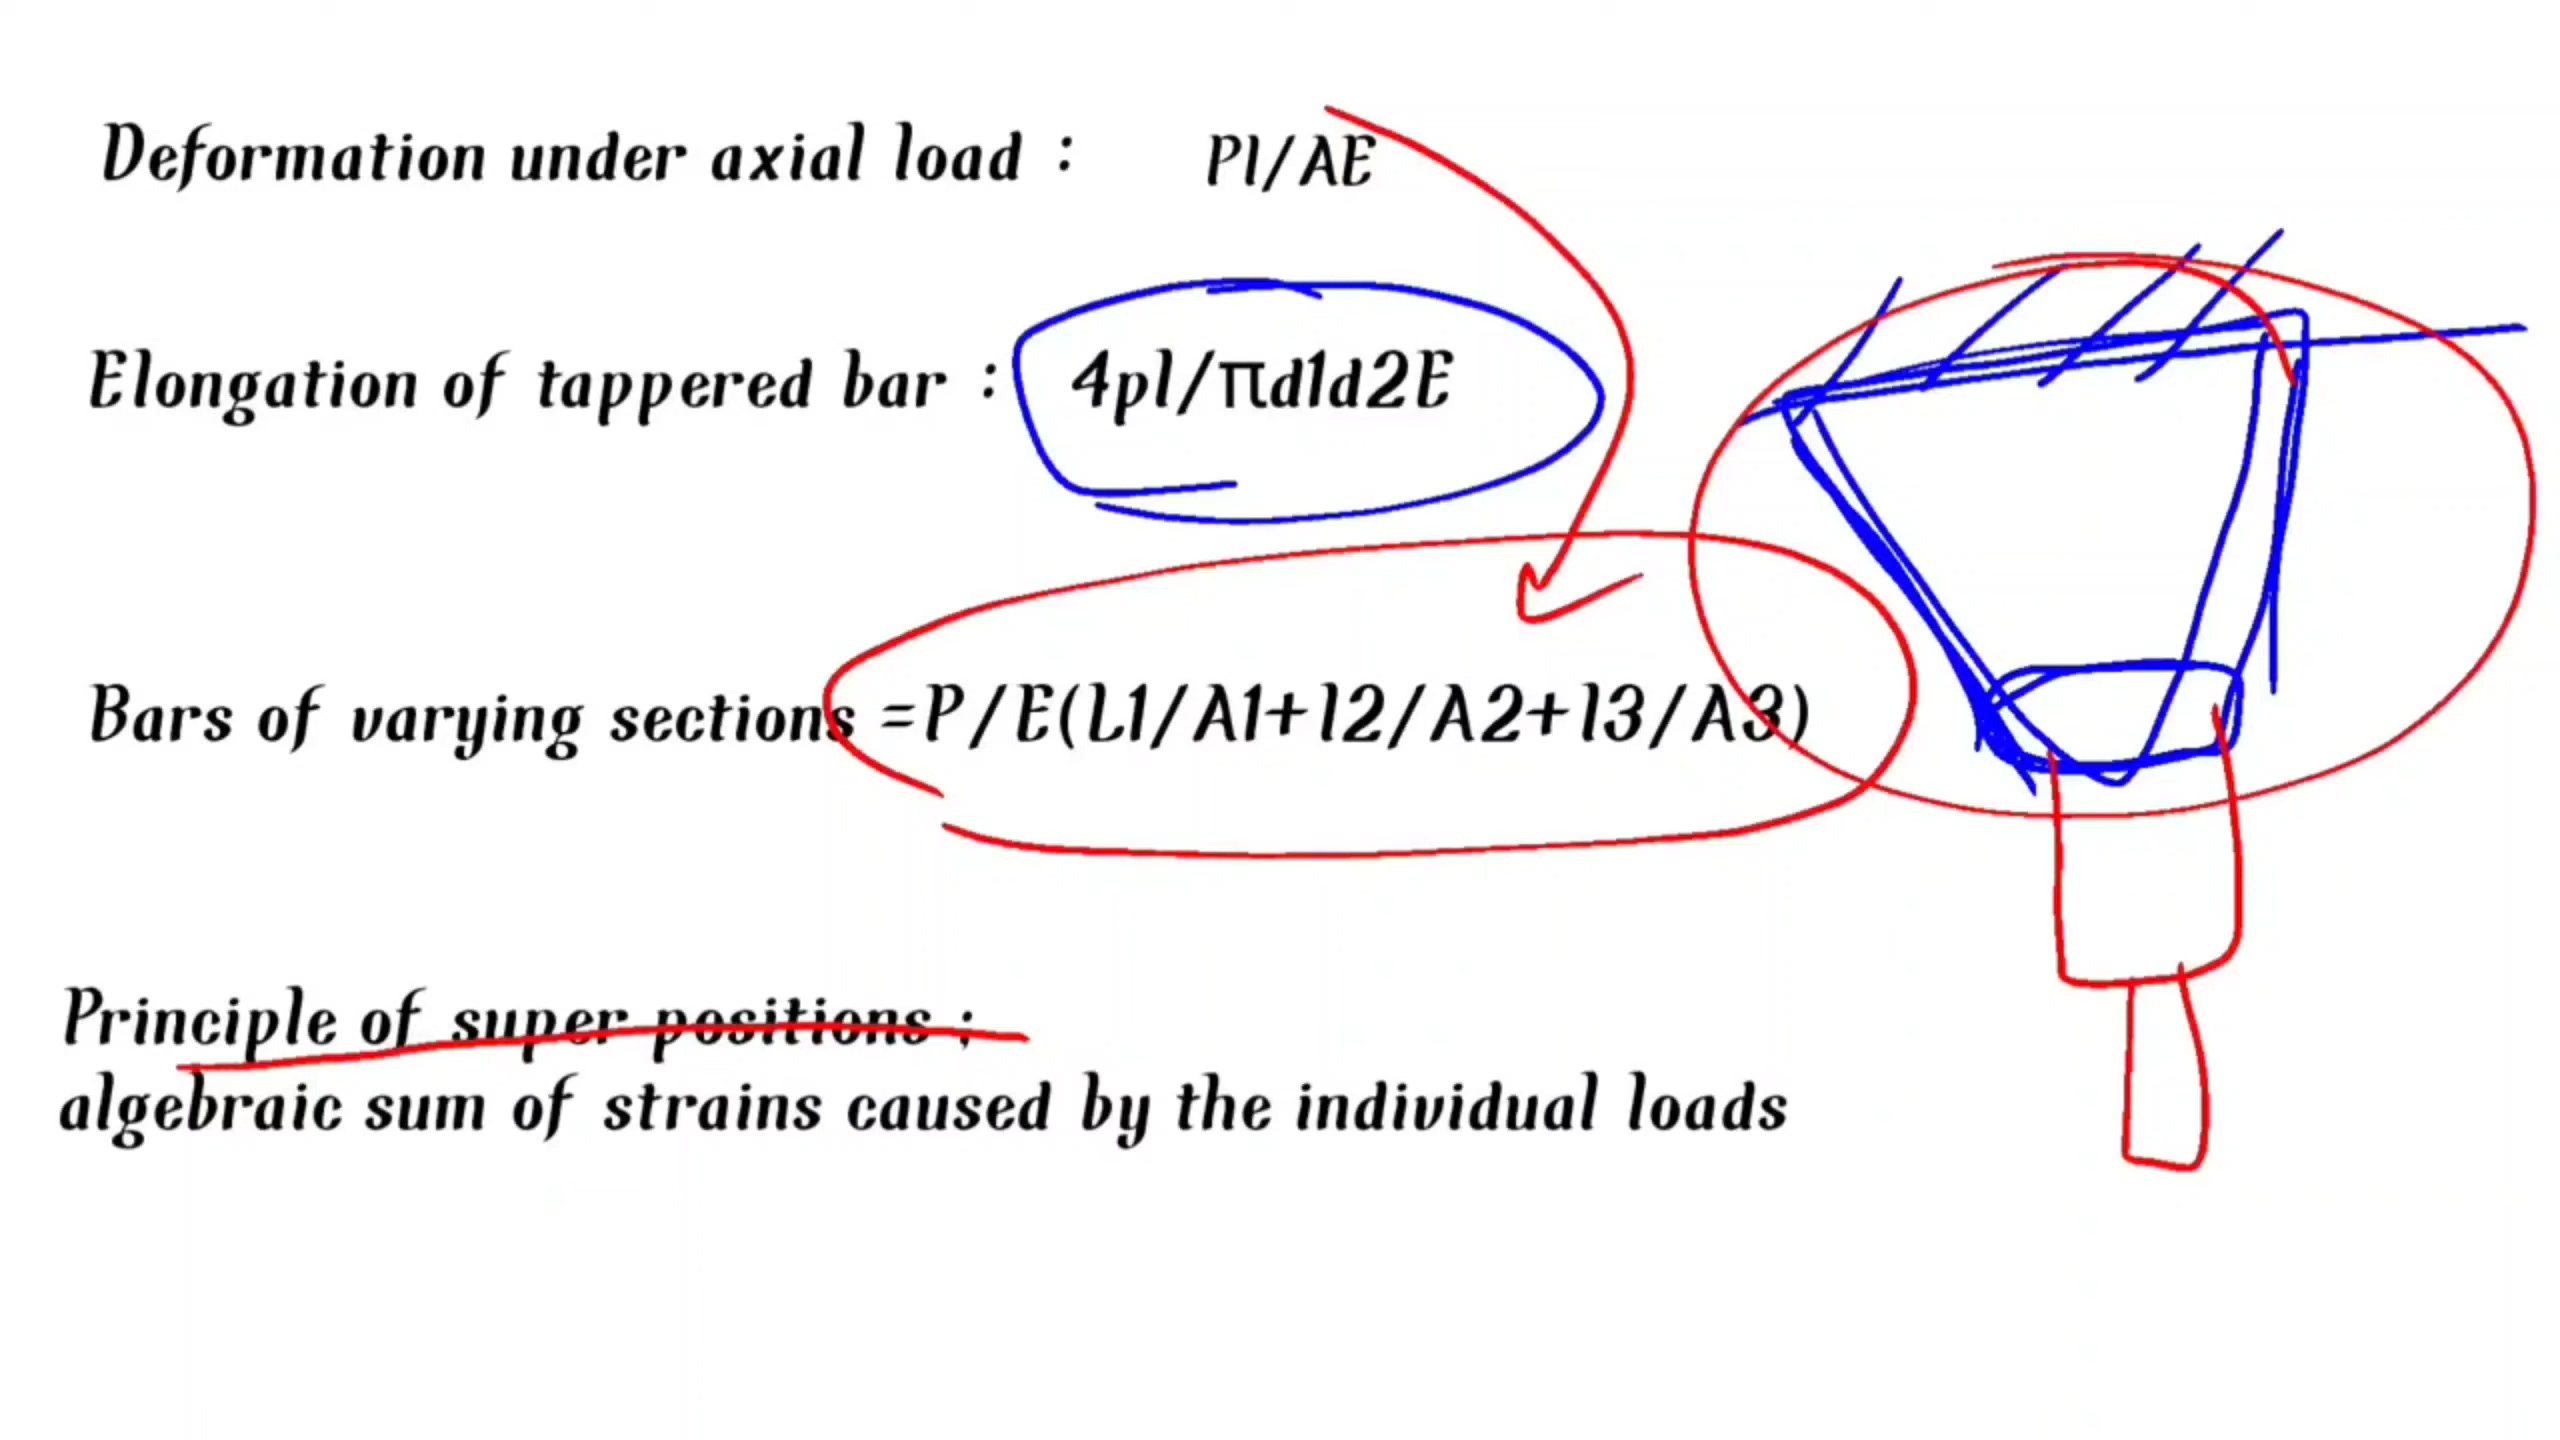 Deformation under axial load : Pl/AE
Elongation of tappered bar : 4pl/πd1d2E
Bars of varying sections =P/E(L1/A1+l2/A2+l3/A3)
Principle of super positions ;
algebraic sum of strains caused by the individual loads